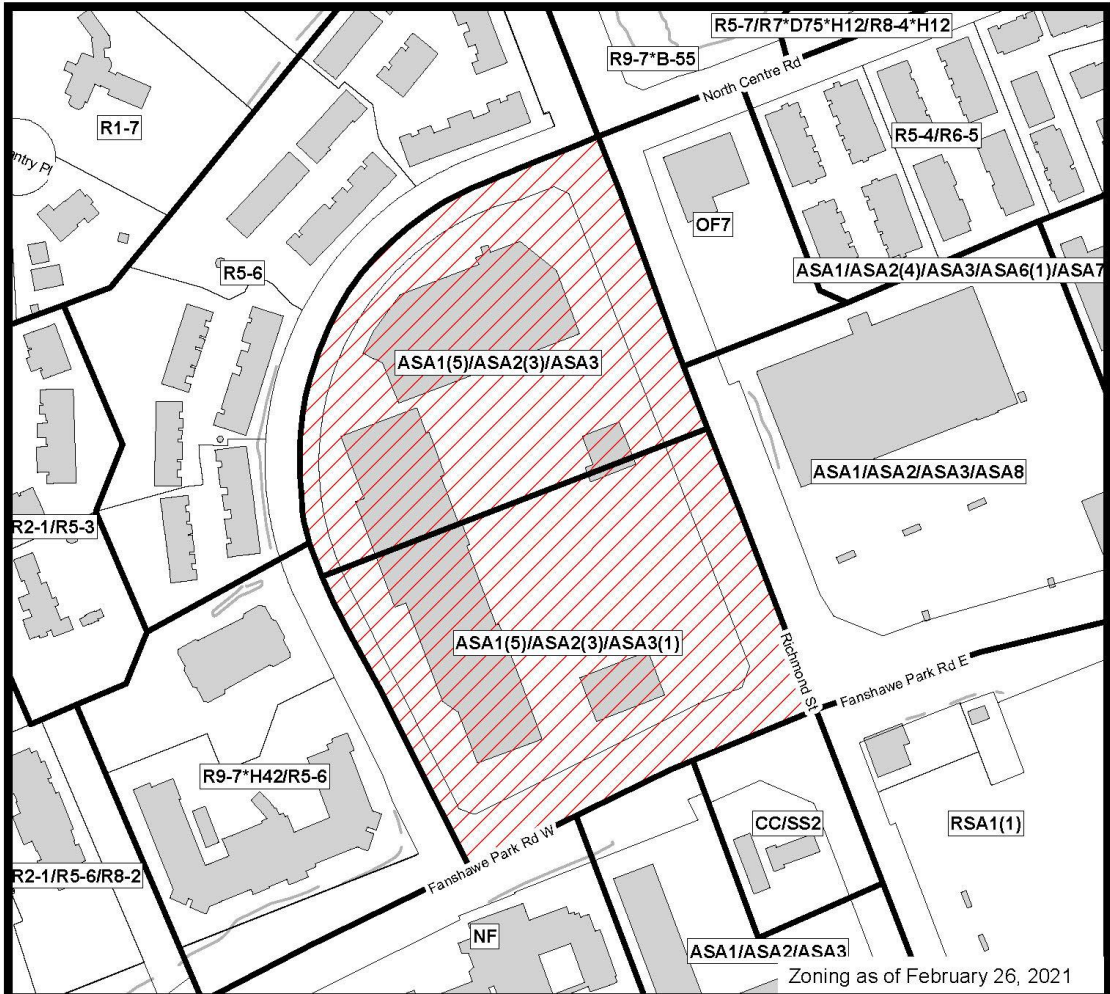 R5-7/R7*D75*H12/R8-4*H12
R9-7*B-55
North Centre Rd
R1-7
R5-4/R6-5
ntry Pl
OF7
R5-6
ASA1/ASA2(4)/ASA3/ASA6(1)/ASA7
ASA1(5)/ASA2(3)/ASA3
ASA1/ASA2/ASA3/ASA8
R2-1/R5-3
ASA1(5)/ASA2(3)/ASA3(1)
Richmond St
Fanshawe Park Rd E
R9-7*H42/R5-6
CC/SS2
RSA1(1)
Fanshawe Park Rd W
R2-1/R5-6/R8-2
NF
ASA1/ASA2/ASA3
Zoning as of February 26, 2021